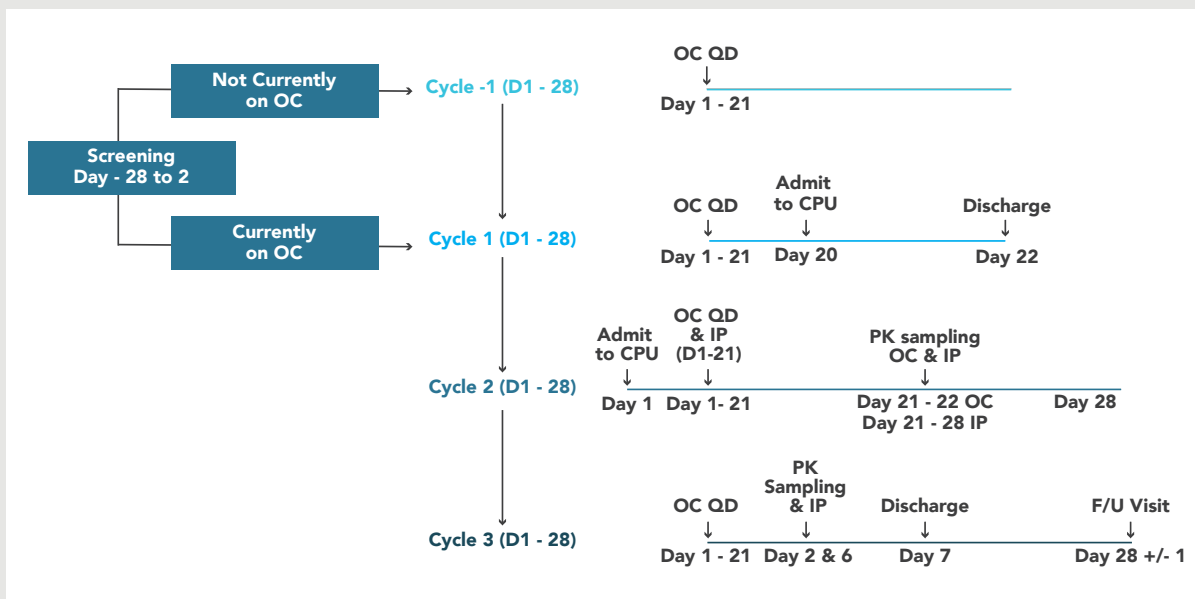 OC QD
Not Currently
on OC
Cycle -1 (D1 - 28)
Day 1 - 21
Screening
Day - 28 to 2
Admit
to CPU
OC QD
Discharge
Currently
on OC
Cycle 1 (D1 - 28)
Day 1 - 21
Day 20
Day 22
OC QD
& IP
(D1-21)
Admit
to CPU
PK sampling
OC & IP
Cycle 2 (D1 - 28)
Day 1
Day 1- 21
Day 21 - 22 OC
Day 21 - 28 IP
Day 28
PK
Sampling
& IP
OC QD
Discharge
F/U Visit
Cycle 3 (D1 - 28)
Day 1 - 21
Day 2 & 6
Day 7
Day 28 +/- 1